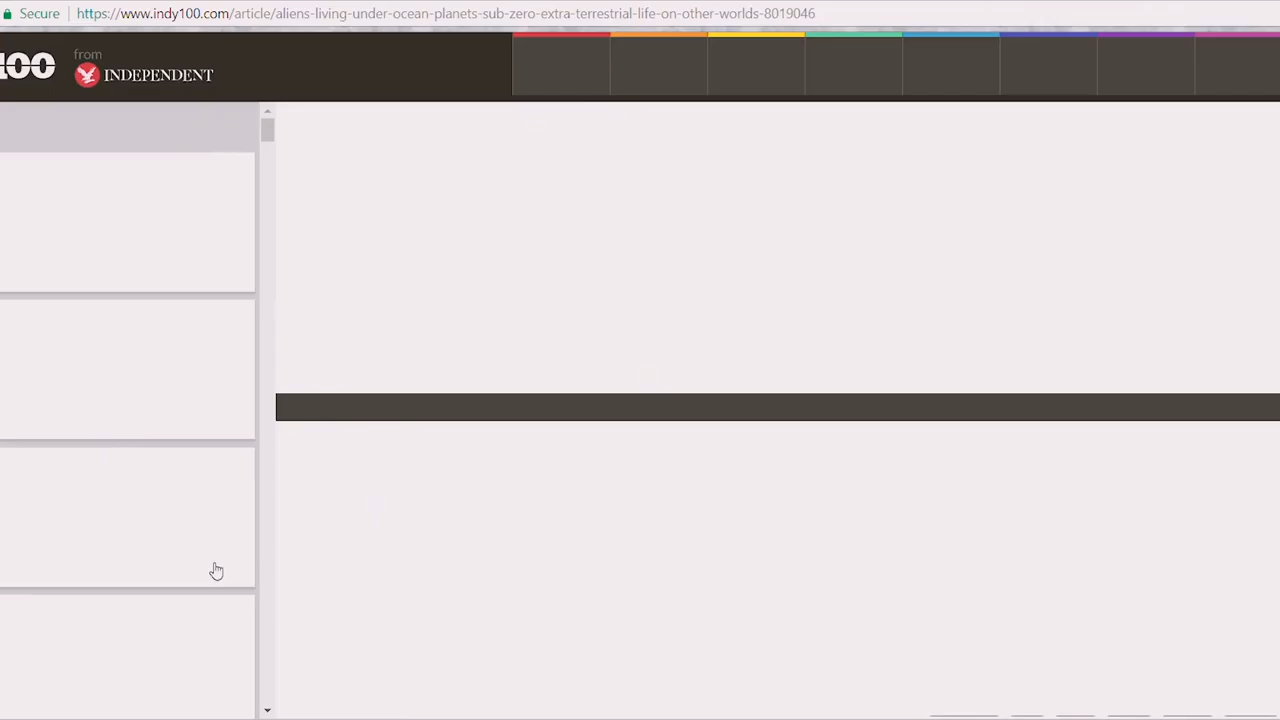 Secure https://www.indy100.com/article/aliens-living-under-ocean-planets-sub-zero-extra-terrestrial-life-on-other-worlds-8019046
100 from
INDEPENDENT